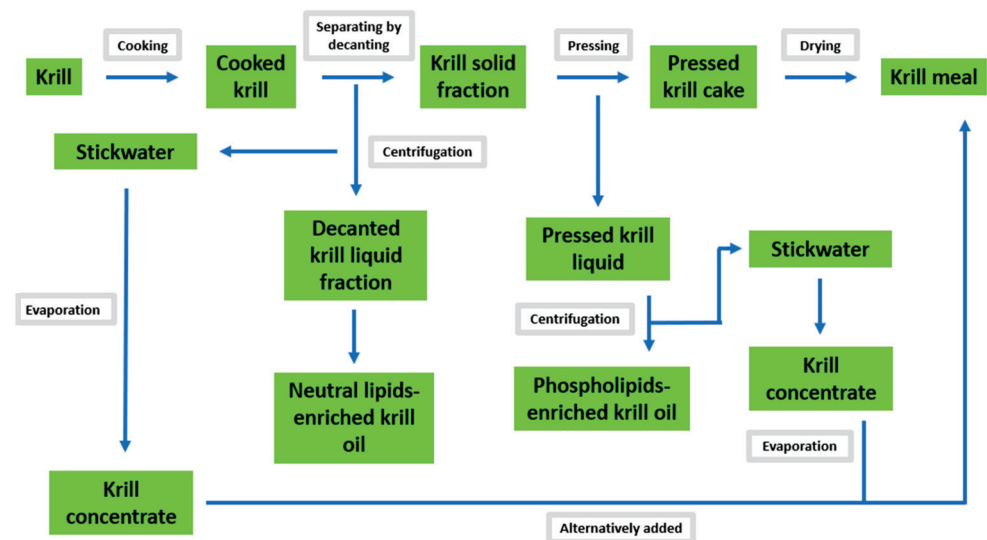 Cooking
Separating by
decanting
Pressing
Drying
Krill
Cooked
krill
Krill solid
fraction
Pressed
krill cake
Krill meal
Stickwater
Centrifugation
Decanted
krill liquid
fraction
Pressed krill
liquid
Stickwater
Evaporation
Centrifugation
Neutral lipids-
enriched krill
oil
Phospholipids-
enriched krill oil
Krill
concentrate
Evaporation
Krill
concentrate
Alternatively added